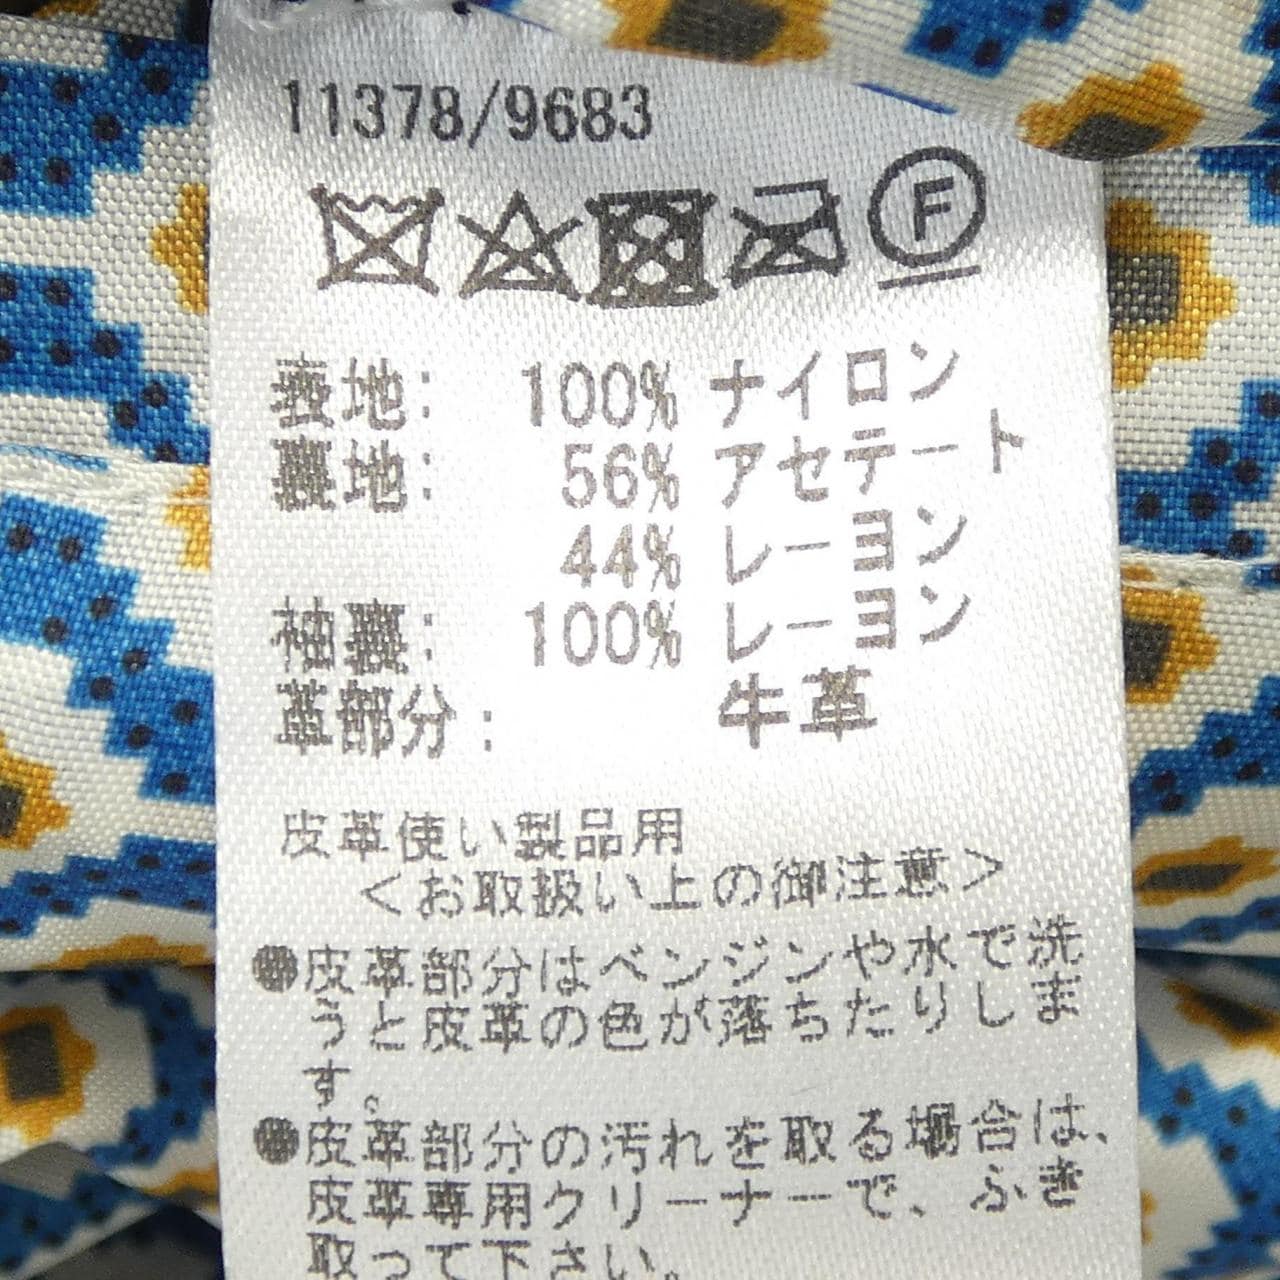 11378/9683
F
表地: 100% ナイロン
裏地: 56% アセテート
44% レーヨン
袖裏: 100% レーヨン
革部分: 牛革
皮革使い製品用
<お取扱い上の御注意>
●皮革部分はベンジンや水で洗
うと皮革の色が落ちたりしま
す。
●皮革部分の汚れを取る場合は、
皮革専用クリーナーで、ふき
取って下さい。